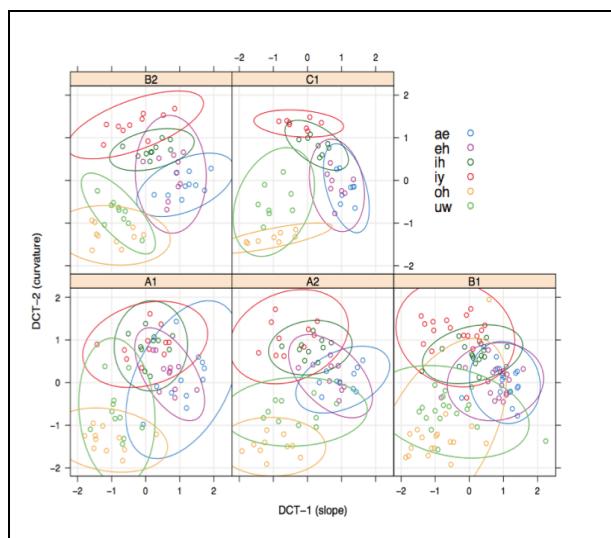 −2 −1 0 1 2
B2 C1
2
1
0
−1
−2
ae
eh
ih
iy
oh
uw
A1 A2 B1
2
1
0
−1
−2
−2 −1 0 1 2
−2 −1 0 1 2
DCT−2 (curvature)
DCT−1 (slope)